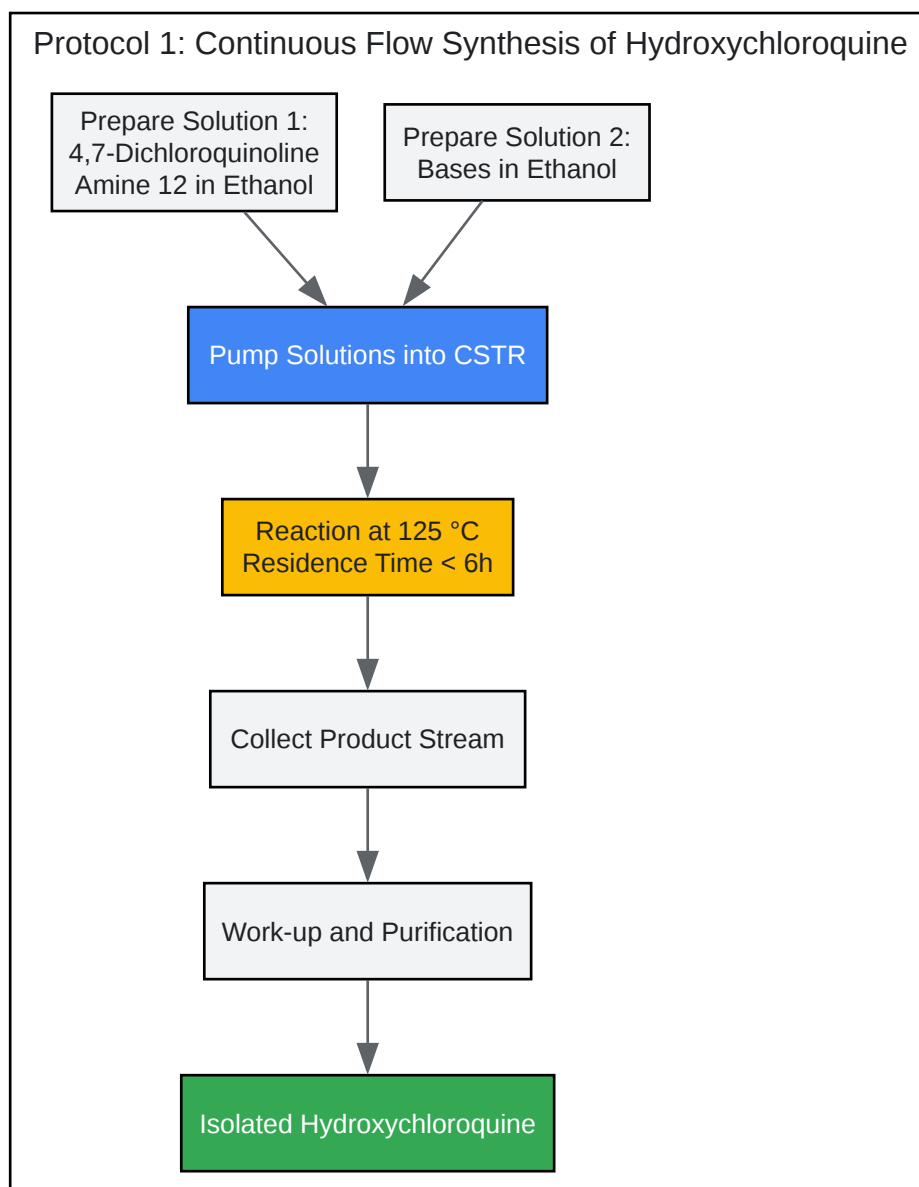 Protocol 1: Continuous Flow Synthesis of Hydroxychloroquine
Prepare Solution 1:
4,7-Dichloroquinoline
Amine 12 in Ethanol
Prepare Solution 2:
Bases in Ethanol
Pump Solutions into CSTR
Reaction at 125 °C
Residence Time < 6h
Collect Product Stream
Work-up and Purification
Isolated Hydroxychloroquine